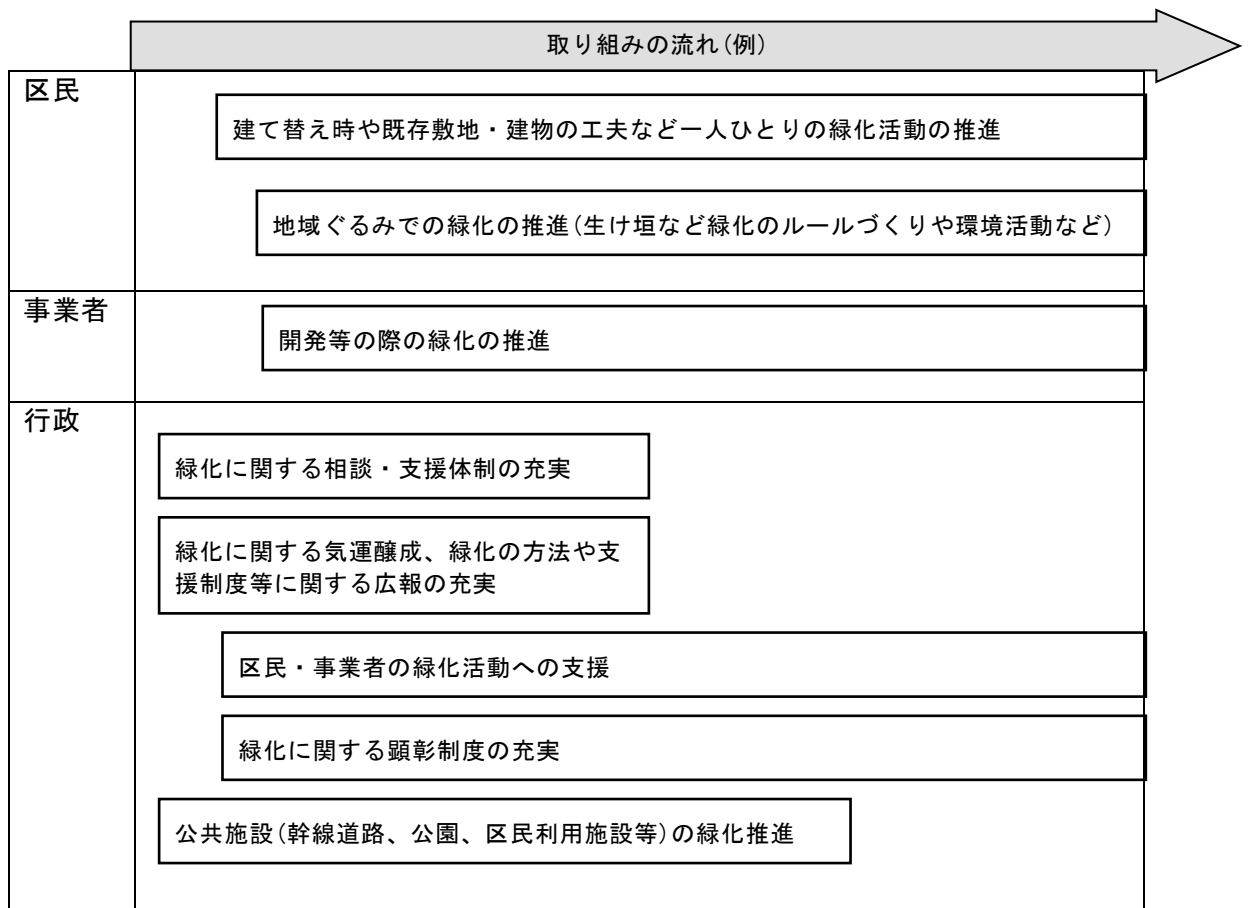 取り組みの流れ(例)
区民
建て替え時や既存敷地・建物の工夫など一人ひとりの緑化活動の推進
地域ぐるみでの緑化の推進(生け垣など緑化のルールづくりや環境活動など)
事業者
開発等の際の緑化の推進
行政
緑化に関する相談・支援体制の充実
緑化に関する気運醸成、緑化の方法や支
援制度等に関する広報の充実
区民・事業者の緑化活動への支援
緑化に関する顕彰制度の充実
公共施設(幹線道路、公園、区民利用施設等)の緑化推進